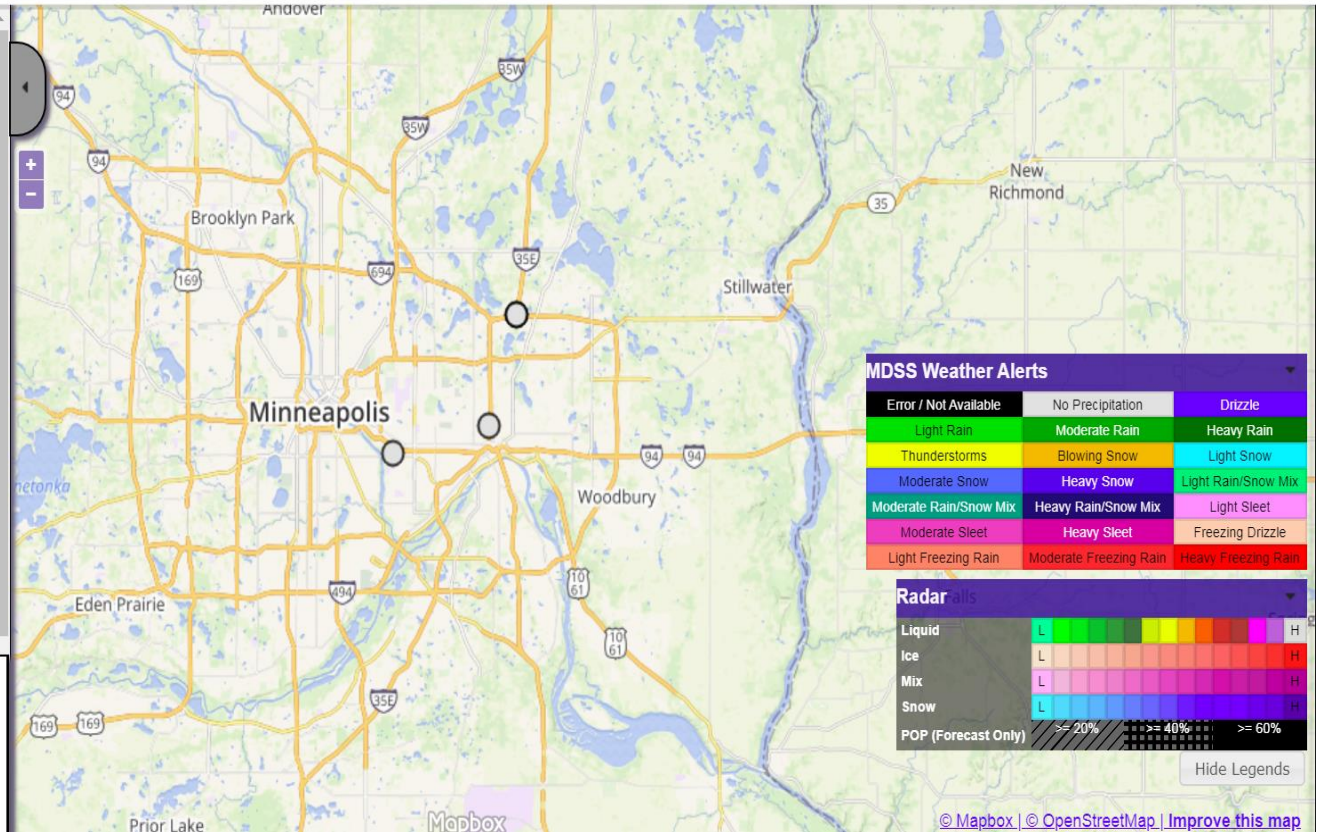 Andover
94
35W
35W
94
New
Richmond
35
Brooklyn Park
35E
694
169
Stillwater
Minneapolis
94
94
Woodbury
10
61
494
Eden Prairie
10
61
35E
169
169
Prior Lake
Mapbox
netonka
+
−
MDSS Weather Alerts
Error / Not Available
No Precipitation
Drizzle
Light Rain
Moderate Rain
Heavy Rain
Thunderstorms
Blowing Snow
Light Snow
Moderate Snow
Heavy Snow
Light Rain/Snow Mix
Moderate Rain/Snow Mix
Heavy Rain/Snow Mix
Light Sleet
Moderate Sleet
Heavy Sleet
Freezing Drizzle
Light Freezing Rain
Moderate Freezing Rain
Heavy Freezing Rain
Radar
Liquid
L
H
Ice
L
H
Mix
L
H
Snow
L
H
POP (Forecast Only)
>= 20%
>= 40%
>= 60%
Hide Legends
© Mapbox | © OpenStreetMap | Improve this map